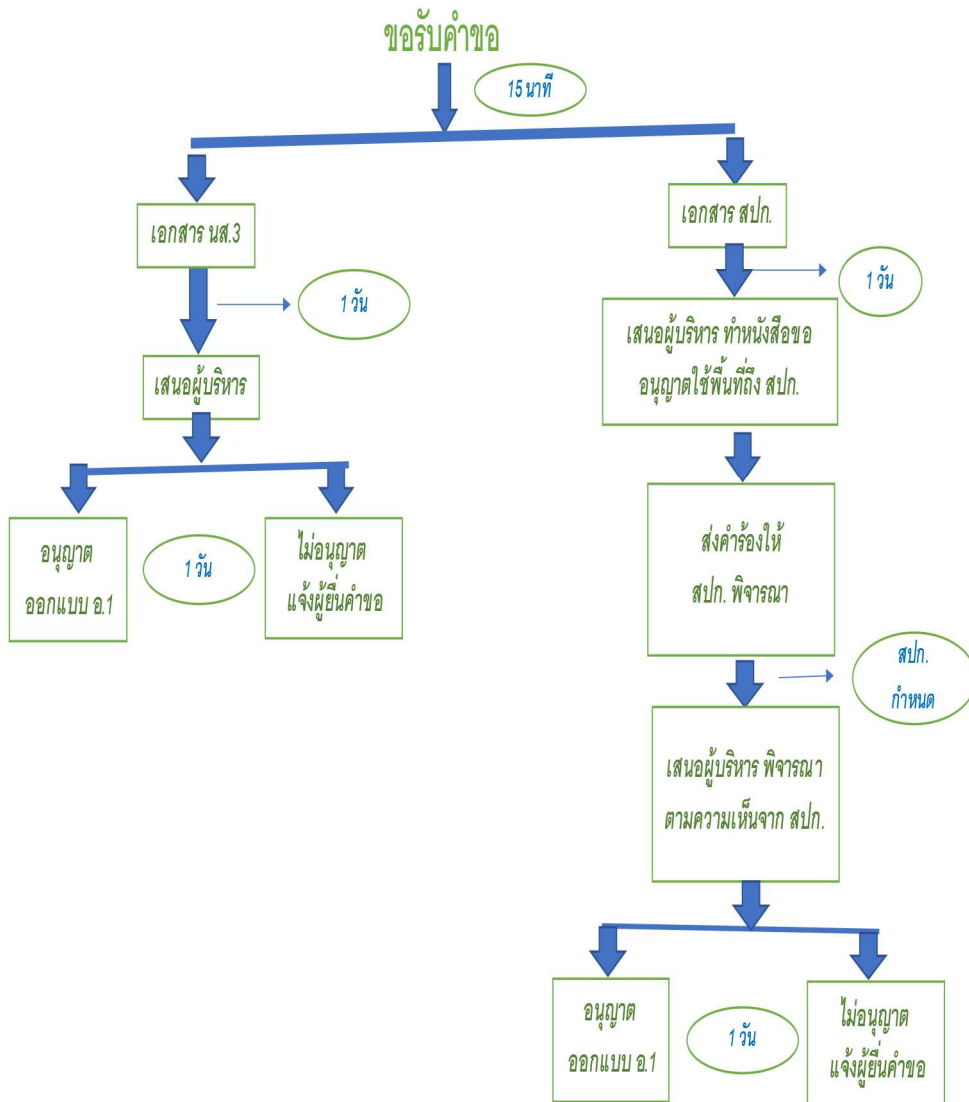 ขอรับคำขอ
15 นาที
เอกสาร นส.3
1 วัน
เสนอผู้บริหาร
อนุญาต
ออกแบบ อ.1
1 วัน
ไม่อนุญาต
แจ้งผู้ยื่นคำขอ
เอกสาร สปก.
1 วัน
เสนอผู้บริหาร ทำหนังสือขอ
อนุญาตใช้พื้นที่ถึง สปก.
ส่งคำร้องให้
สปก. พิจารณา
สปก.
กำหนด
เสนอผู้บริหาร พิจารณา
ตามความเห็นจาก สปก.
อนุญาต
ออกแบบ อ.1
1 วัน
ไม่อนุญาต
แจ้งผู้ยื่นคำขอ